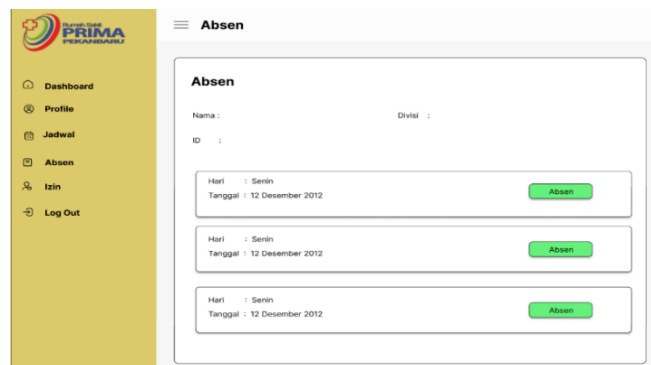 Rumah Sakit
PRIMA
PEKANBARU
Absen
Dashboard
Profile
Jadwal
Absen
Izin
Log Out
Absen
Nama : Divisi :
ID :
Hari : Senin
Tanggal : 12 Desember 2012
Absen
Hari : Senin
Tanggal : 12 Desember 2012
Absen
Hari : Senin
Tanggal : 12 Desember 2012
Absen